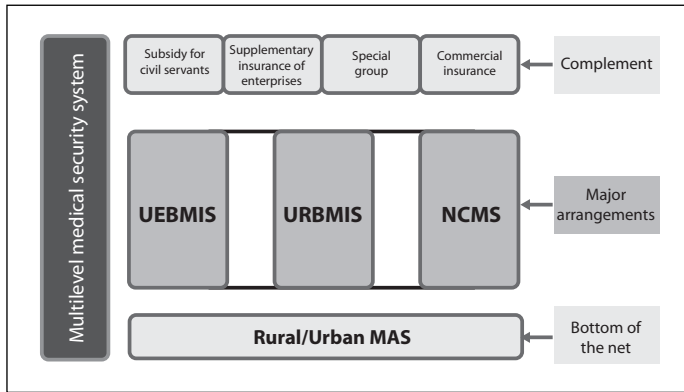 Multilevel medical security system
Subsidy for
civil servants
Supplementary
insurance of
enterprises
Special
group
Commercial
insurance
Complement
UEBMIS
URBMIS
NCMS
Major
arrangements
Rural/Urban MAS
Bottom of
the net